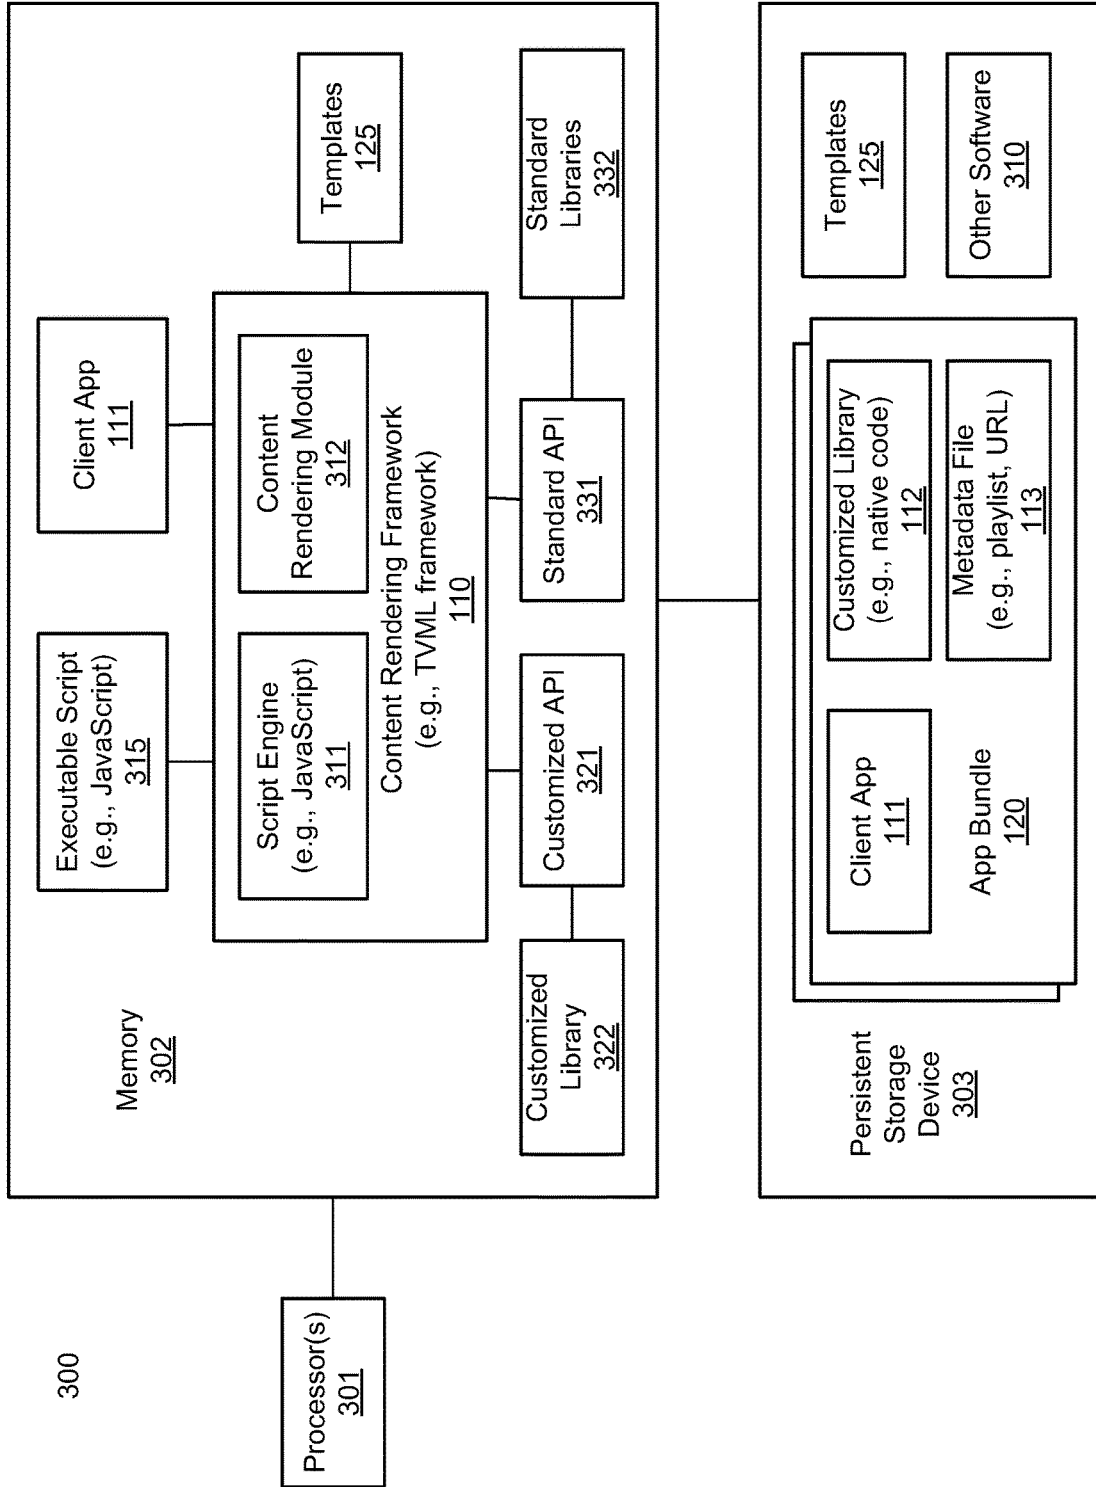 300
Processor(s)
301
Memory
302
Executable Script
(e.g., JavaScript)
315
Client App
111
Script Engine
(e.g., JavaScript)
311
Content
Rendering Module
312
Content Rendering Framework
(e.g., TVML framework)
110
Templates
125
Customized
Library
322
Customized API
321
Standard API
331
Standard
Libraries
332
Persistent
Storage
Device
303
Client App
111
App Bundle
120
Customized Library
(e.g., native code)
112
Metadata File
(e.g., playlist, URL)
113
Templates
125
Other Software
310